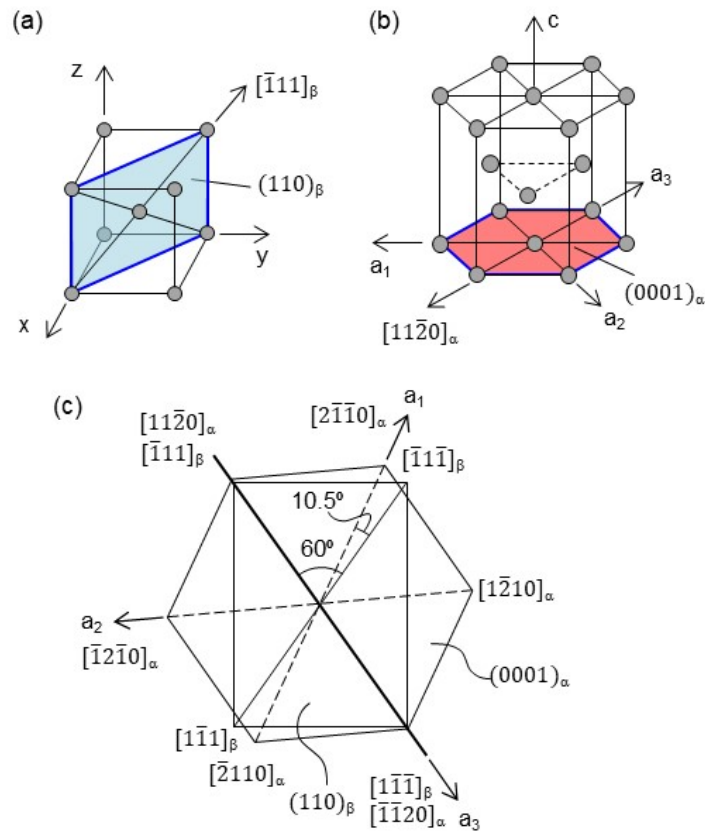 (a)
z
[1̅11]β
(110)β
y
x
(b)
c
a3
a1
(0001)α
a2
[112̅0]α
(c)
[112̅0]α
[1̅11]β
[21̅1̅0]α
a1
[1̅11̅]β
10.5º
60º
a2
[1̅21̅0]α
[12̅10]α
(0001)α
[11̅1]β
[2̅110]α
(110)β
[11̅1̅]β
[1̅1̅20]α
a3